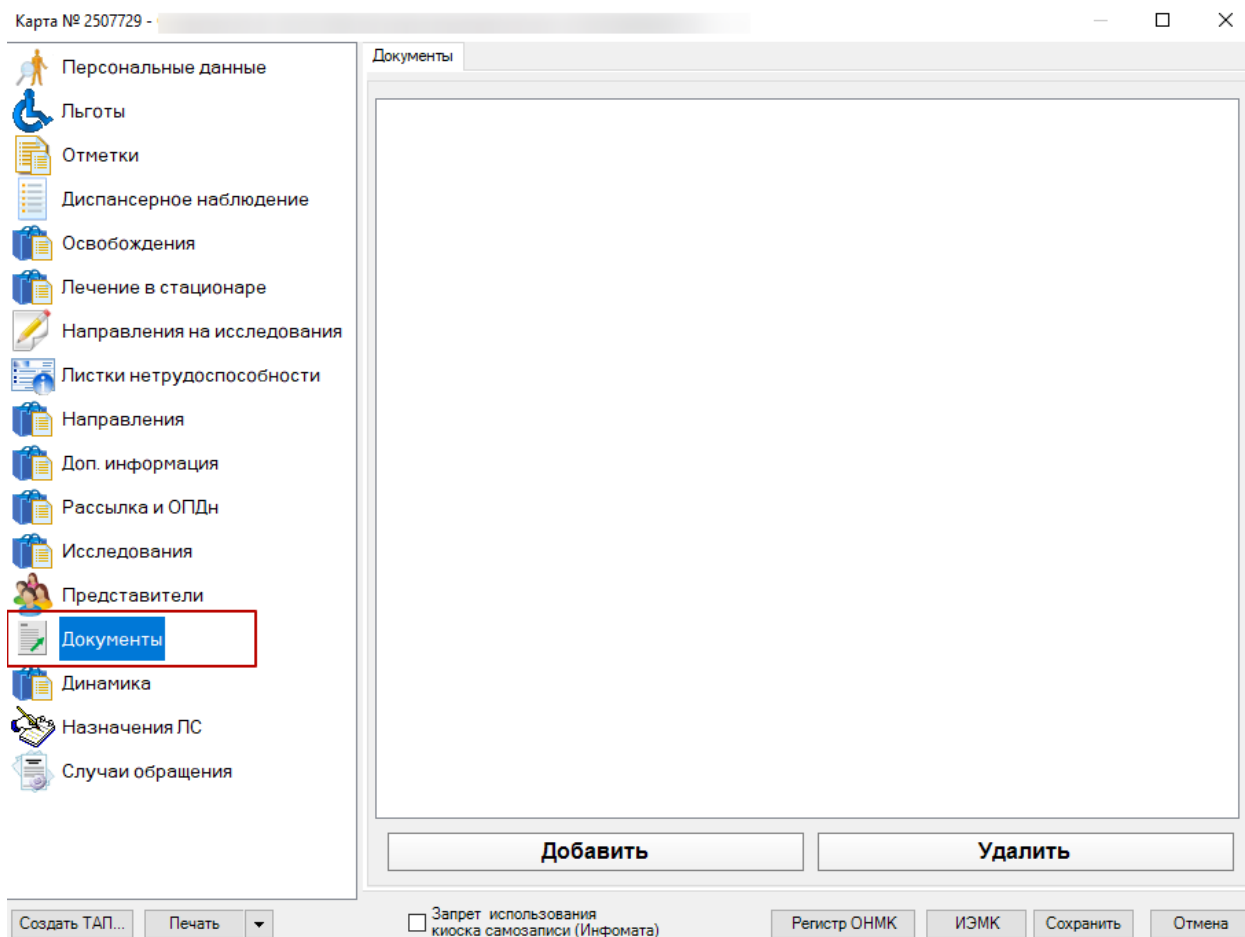 Карта № 2507729 -
Персональные данные
Льготы
Отметки
Диспансерное наблюдение
Освобождения
Лечение в стационаре
Направления на исследования
Листки нетрудоспособности
Направления
Доп. информация
Рассылка и ОПДн
Исследования
Представители
Документы
Динамика
Назначения ЛС
Случаи обращения
Документы
Добавить
Удалить
Создать ТАП...
Печать
Запрет использования
киоска самозаписи (Инфомата)
Регистр ОНМК
ИЭМК
Сохранить
Отмена